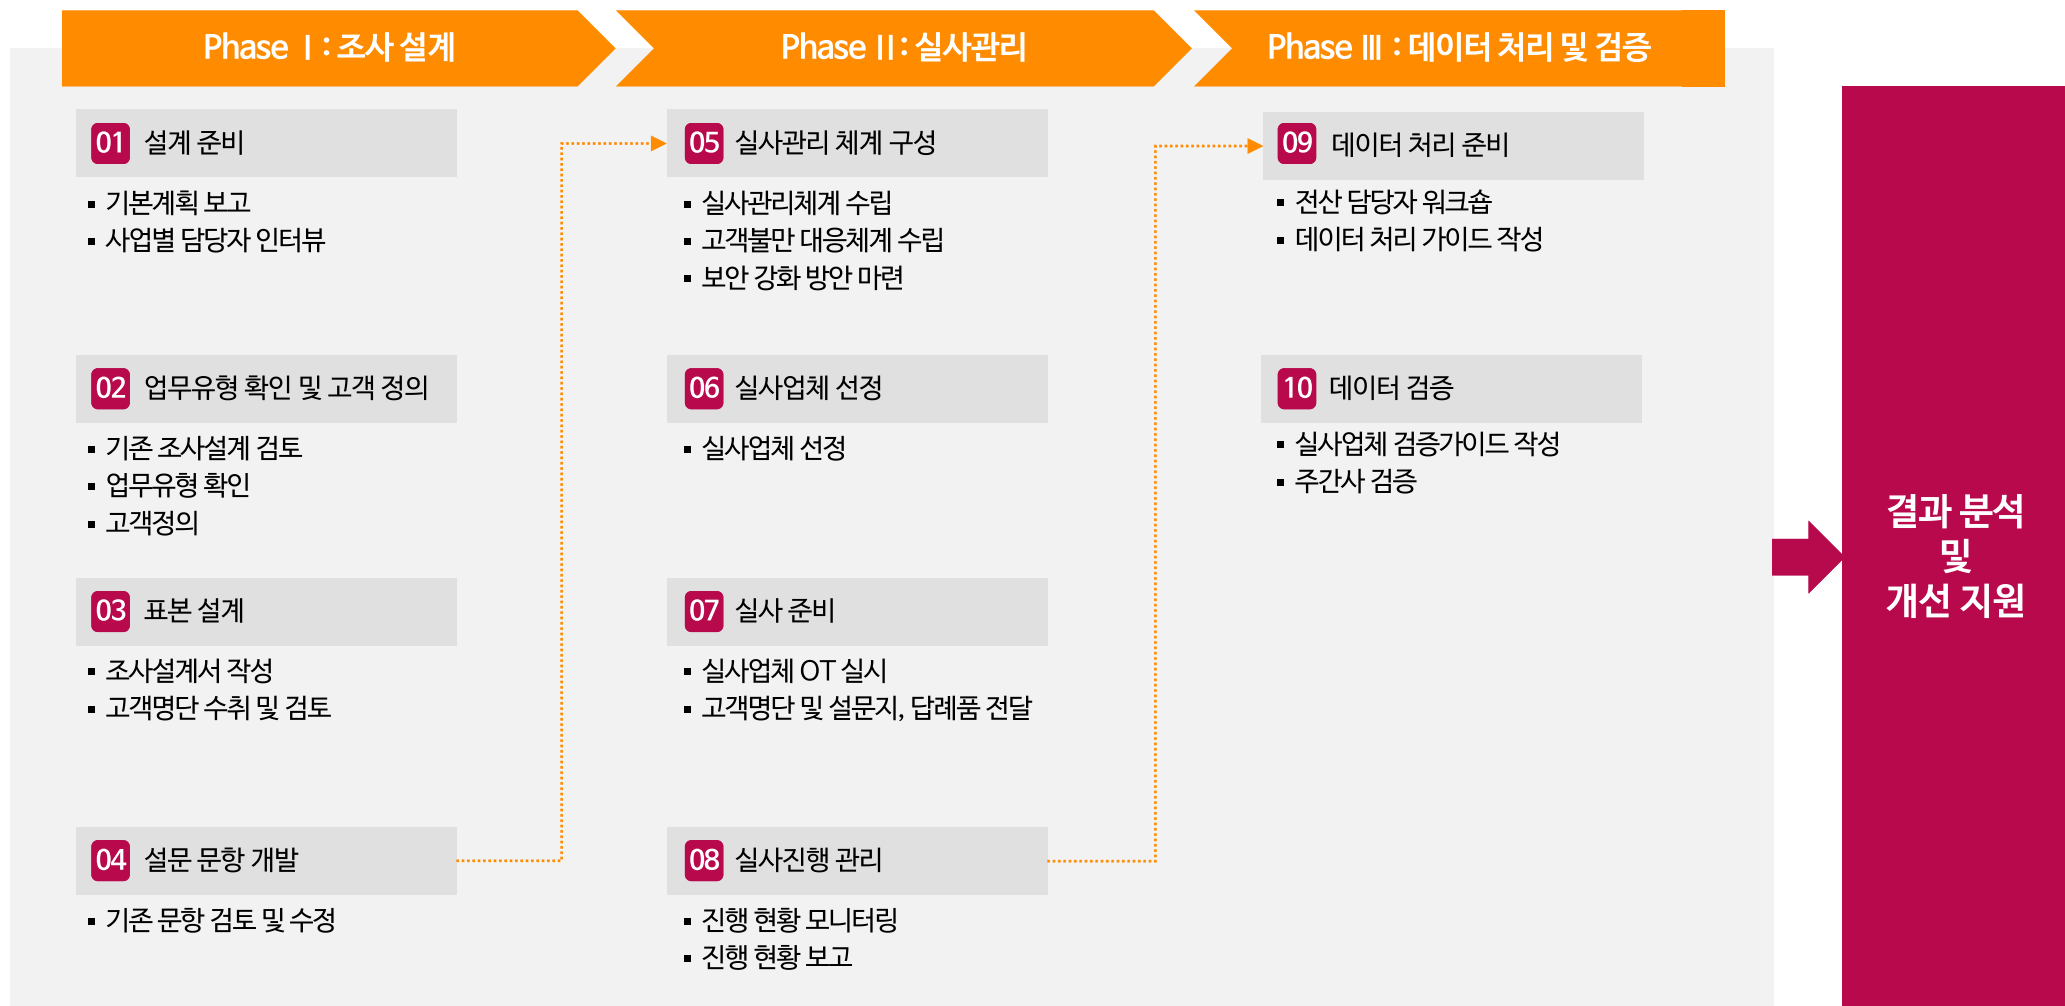 Phase Ⅰ : 조사 설계
01 설계 준비
▪ 기본계획 보고
▪ 사업별 담당자 인터뷰
02 업무유형 확인 및 고객 정의
▪ 기존 조사설계 검토
▪ 업무유형 확인
▪ 고객정의
03 표본 설계
▪ 조사설계서 작성
▪ 고객명단 수취 및 검토
04 설문 문항 개발
▪ 기존 문항 검토 및 수정
Phase Ⅱ : 실사관리
05 실사관리 체계 구성
▪ 실사관리체계 수립
▪ 고객불만 대응체계 수립
▪ 보안 강화 방안 마련
06 실사업체 선정
▪ 실사업체 선정
07 실사 준비
▪ 실사업체 OT 실시
▪ 고객명단 및 설문지, 답례품 전달
08 실사진행 관리
▪ 진행 현황 모니터링
▪ 진행 현황 보고
Phase Ⅲ : 데이터 처리 및 검증
09 데이터 처리 준비
▪ 전산 담당자 워크숍
▪ 데이터 처리 가이드 작성
10 데이터 검증
▪ 실사업체 검증가이드 작성
▪ 주간사 검증
결과 분석
및
개선 지원